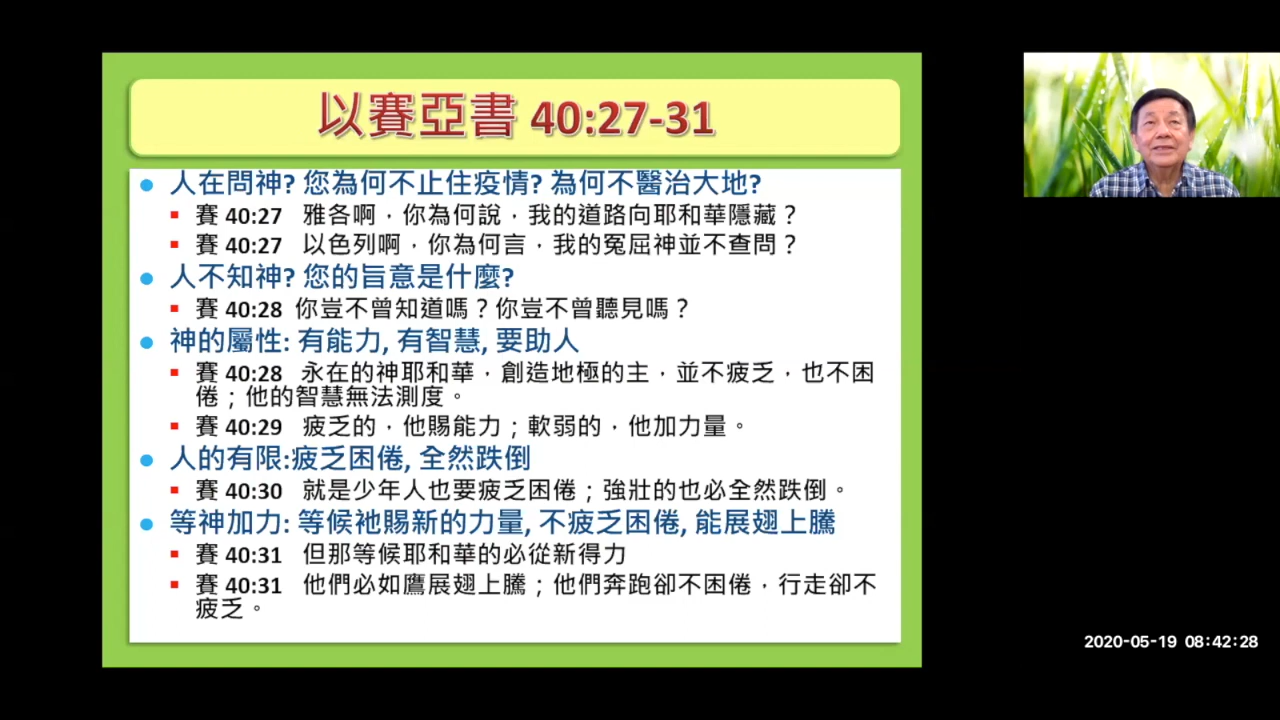 以賽亞書 40:27-31
人在問神? 您為何不止住疫情? 為何不醫治大地?
賽 40:27 雅各啊，你為何說，我的道路向耶和華隱藏？
賽 40:27 以色列啊，你為何言，我的冤屈神並不查問？
人不知神? 您的旨意是什麼?
賽 40:28 你豈不曾知道嗎？你豈不曾聽見嗎？
神的屬性: 有能力, 有智慧, 要助人
賽 40:28 永在的神耶和華，創造地極的主，並不疲乏，也不困
倦；他的智慧無法測度。
賽 40:29 疲乏的，他賜能力；軟弱的，他加力量。
人的有限:疲乏困倦, 全然跌倒
賽 40:30 就是少年人也要疲乏困倦；強壯的也必全然跌倒。
等神加力: 等候祂賜新的力量, 不疲乏困倦, 能展翅上騰
賽 40:31 但那等候耶和華的必從新得力
賽 40:31 他們必如鷹展翅上騰；他們奔跑卻不困倦，行走卻不
疲乏。
2020-05-19 08:42:28